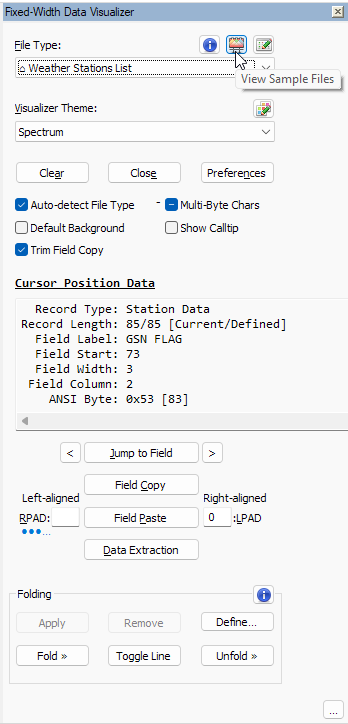 Fixed-Width Data Visualizer
File Type:
Weather Stations List
View Sample Files
Visualizer Theme:
Spectrum
Clear Close Preferences
Auto-detect File Type - Multi-Byte Chars
Default Background Show Calltip
Trim Field Copy
Cursor Position Data
Record Type: Station Data
Record Length: 85/85 [Current/Defined]
Field Label: GSN FLAG
Field Start: 73
Field Width: 3
Field Column: 2
ANSI Byte: 0x53 [83]
< Jump to Field >
Field Copy
Left-aligned Right-aligned
RPAD: Field Paste 0 :LPAD
Data Extraction
Folding
Apply Remove Define...
Fold » Toggle Line Unfold »
...